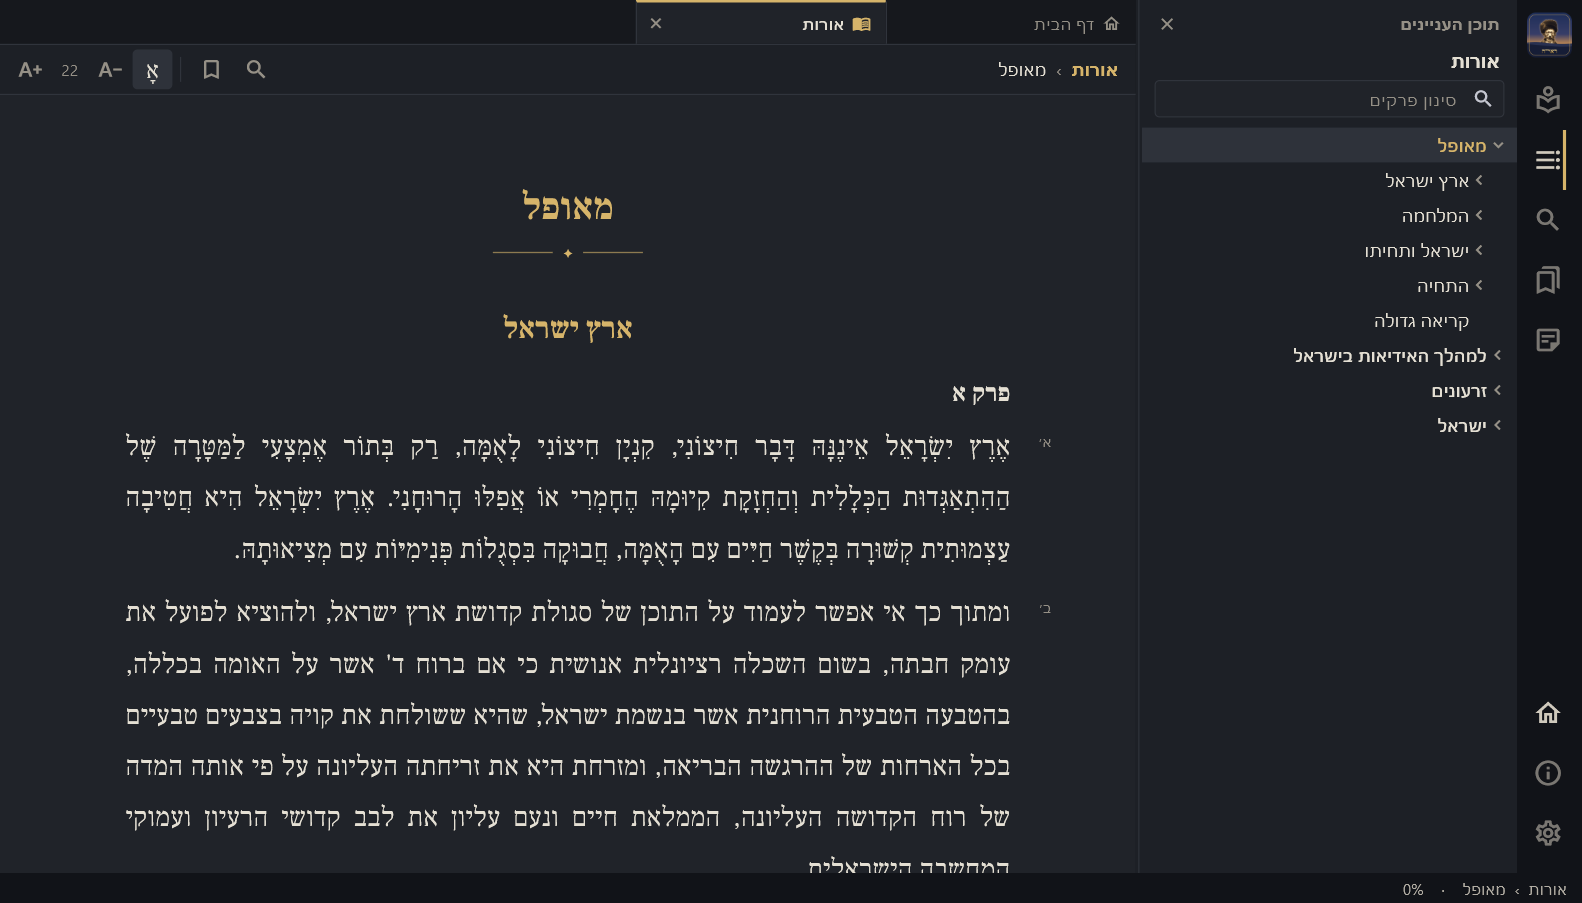 דף הבית
אורות
תוכן העניינים
אורות
סינון פרקים
מאופל
ארץ ישראל
המלחמה
ישראל ותחיתו
התחיה
קריאה גדולה
למהלך האידיאות בישראל
זרעונים
ישראל
אורות › מאופל
אָ
A−
22
A+
מאופל
ארץ ישראל
פרק א
א׳
אֶרֶץ יִשְׂרָאֵל אֵינֶנָּהּ דָּבָר חִיצוֹנִי, קִנְיָן חִיצוֹנִי לָאֻמָּה, רַק בְּתוֹר אֶמְצָעִי לַמַּטָּרָה שֶׁל
הַהִתְאַגְּדוּת הַכְּלָלִית וְהַחְזָקַת קִיוּמָהּ הֶחָמְרִי אוֹ אֲפִלּוּ הָרוּחָנִי. אֶרֶץ יִשְׂרָאֵל הִיא חֲטִיבָה
עַצְמוּתִית קְשׁוּרָה בְּקֶשֶׁר חַיִּים עִם הָאֻמָּה, חֲבוּקָה בִּסְגֻלּוֹת פְּנִימִיּוֹת עִם מְצִיאוּתָהּ.
ב׳
ומתוך כך אי אפשר לעמוד על התוכן של סגולת קדושת ארץ ישראל, ולהוציא לפועל את
עומק חבתה, בשום השכלה רציונלית אנושית כי אם ברוח ד' אשר על האומה בכללה,
בהטבעה הטבעית הרוחנית אשר בנשמת ישראל, שהיא ששולחת את קויה בצבעים טבעיים
בכל הארחות של ההרגשה הבריאה, ומזרחת היא את זריחתה העליונה על פי אותה המדה
של רוח הקדושה העליונה, הממלאת חיים ונעם עליון את לבב קדושי הרעיון ועמוקי
המחשבה הישראלית
אורות › מאופל · 0%